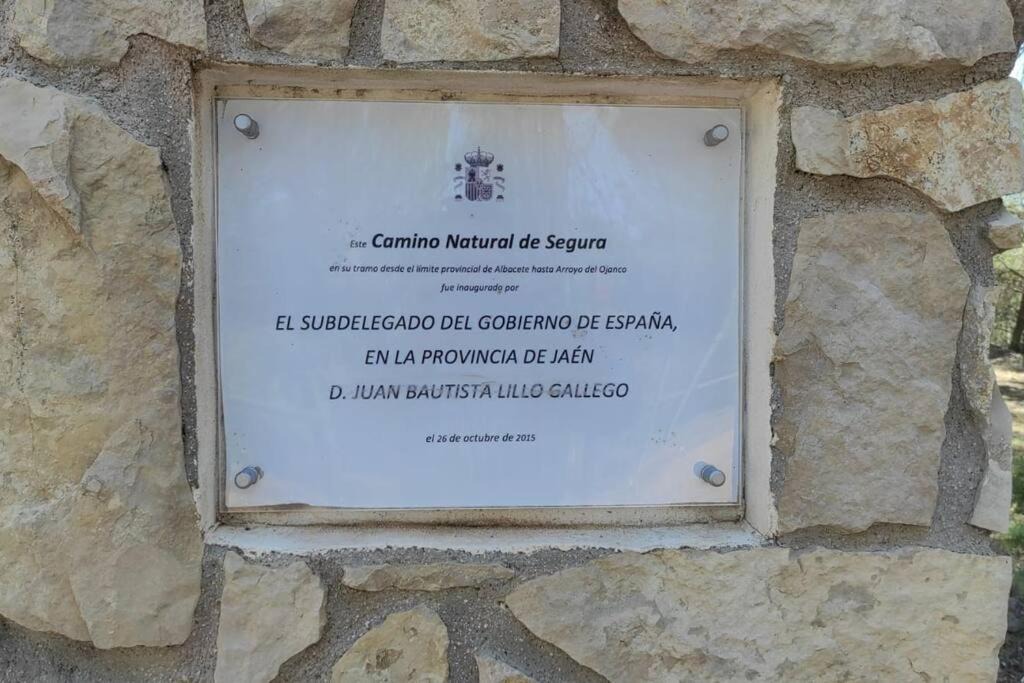 Este Camino Natural de Segura
en su tramo desde el límite provincial de Albacete hasta Arroyo del Ojanco
fue inaugurado por
EL SUBDELEGADO DEL GOBIERNO DE ESPAÑA,
EN LA PROVINCIA DE JAÉN
D. JUAN BAUTISTA LILLO GALLEGO
el 26 de octubre de 2015